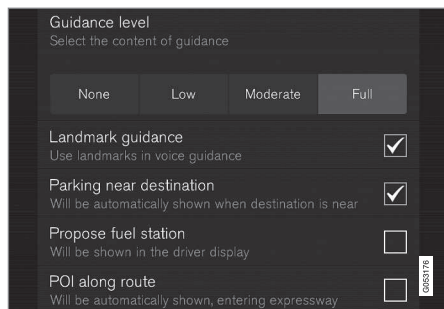 Guidance level
Select the content of guidance
None Low Moderate Full
Landmark guidance
Use landmarks in voice guidance
Parking near destination
Will be automatically shown when destination is near
Propose fuel station
Will be shown in the driver display
POI along route
Will be automatically shown, entering expressway
G053176